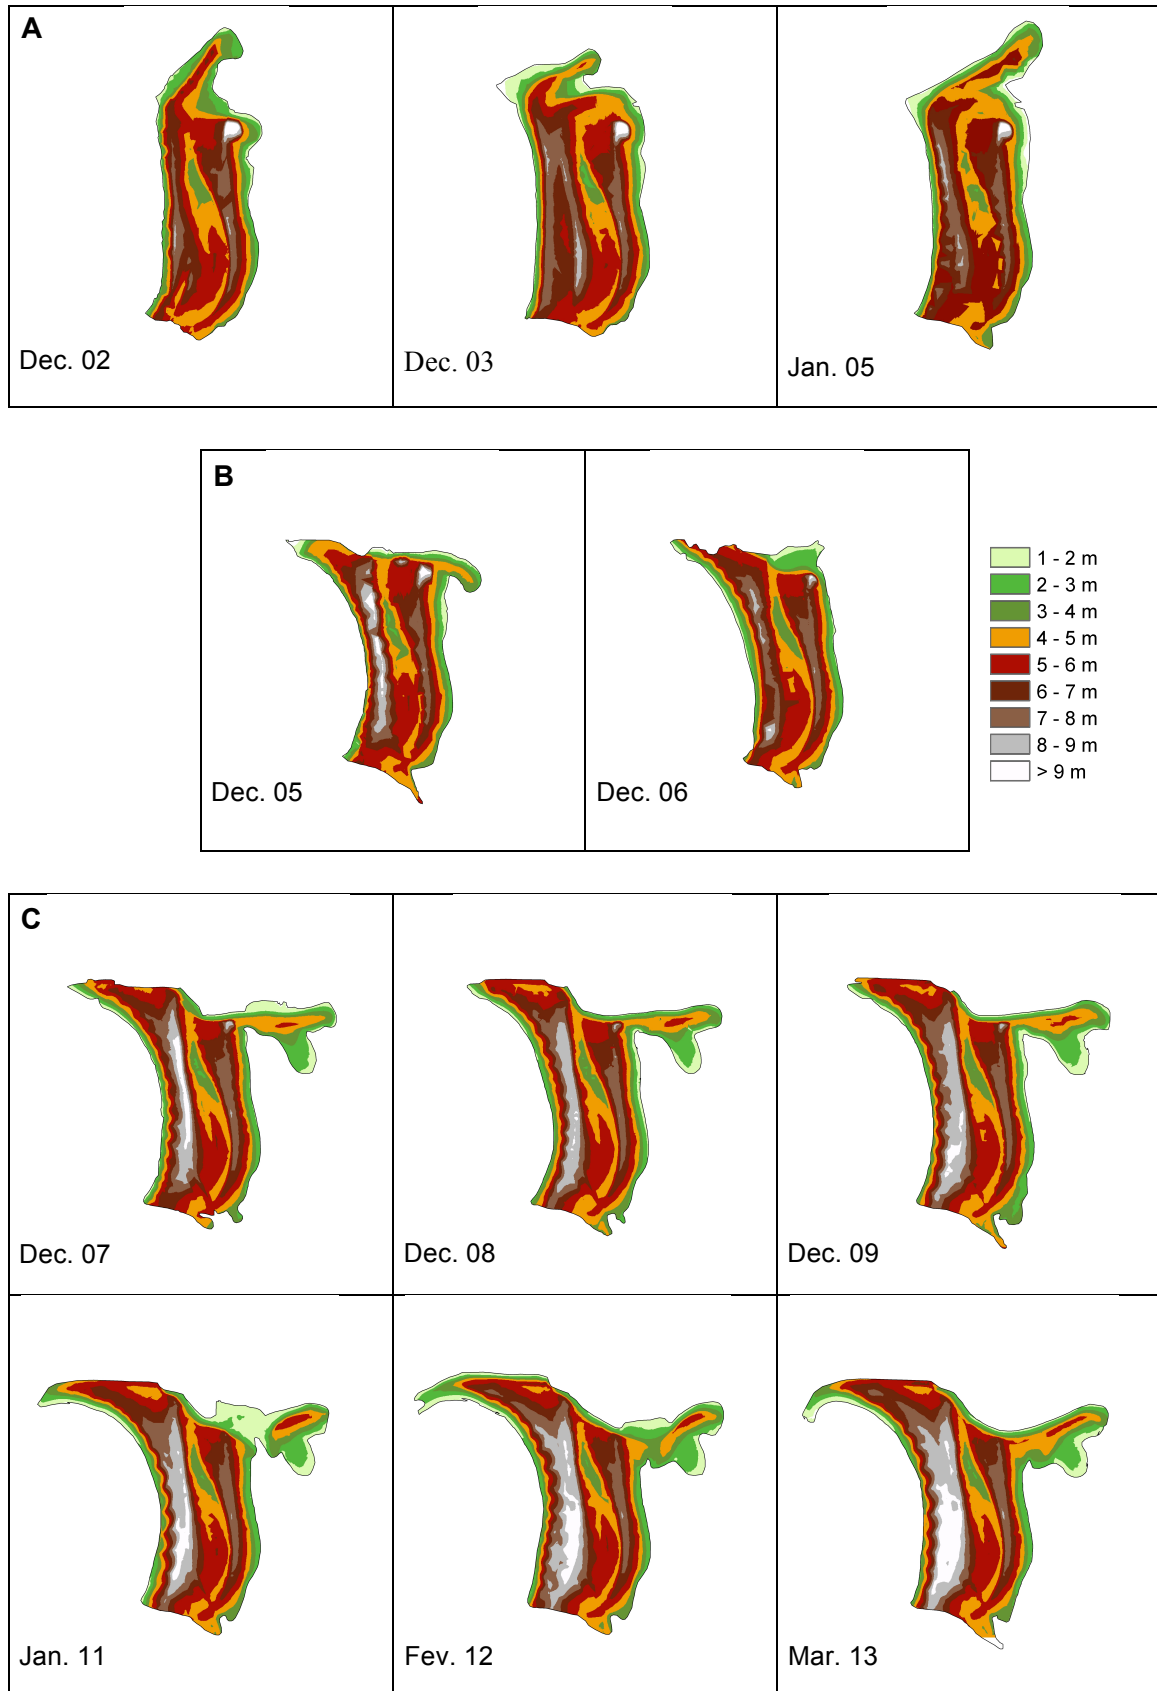 A
Dec. 02
Dec. 03
Jan. 05
B
Dec. 05
Dec. 06
1 - 2 m
2 - 3 m
3 - 4 m
4 - 5 m
5 - 6 m
6 - 7 m
7 - 8 m
8 - 9 m
> 9 m
C
Dec. 07
Dec. 08
Dec. 09
Jan. 11
Fev. 12
Mar. 13